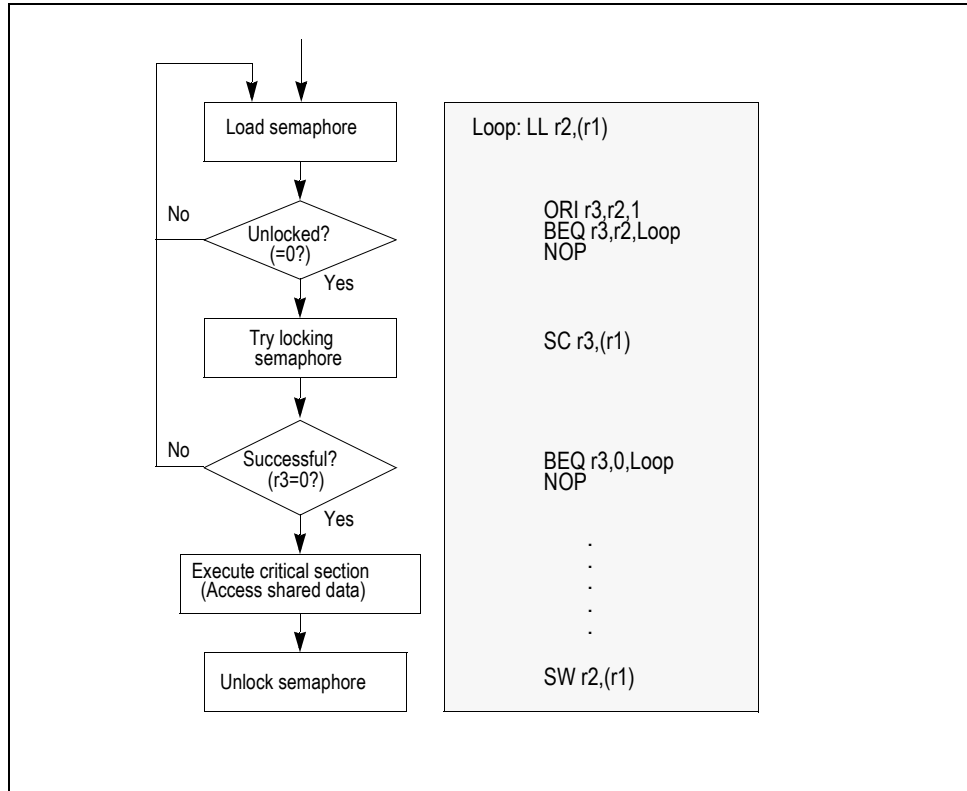 Load semaphore
No
Unlocked?
(=0?)
Yes
Try locking
semaphore
No
Successful?
(r3=0?)
Yes
Execute critical section
(Access shared data)
Unlock semaphore
Loop: LL r2,(r1)
ORI r3,r2,1
BEQ r3,r2,Loop
NOP
SC r3,(r1)
BEQ r3,0,Loop
NOP
.
.
.
.
.
SW r2,(r1)